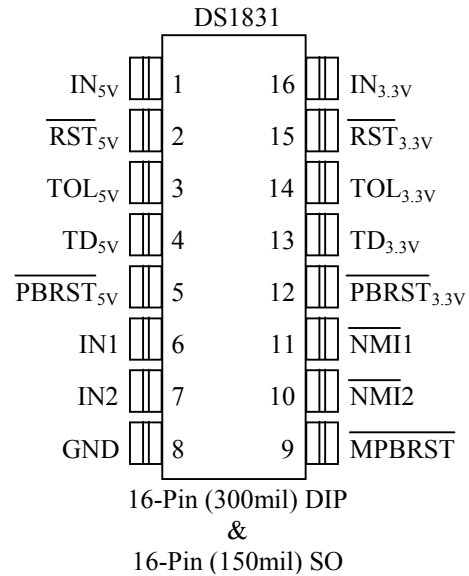 DS1831
IN5V 1 16 IN3.3V
RST5V 2 15 RST3.3V
TOL5V 3 14 TOL3.3V
TD5V 4 13 TD3.3V
PBRST5V 5 12 PBRST3.3V
IN1 6 11 NMI1
IN2 7 10 NMI2
GND 8 9 MPBRST
16-Pin (300mil) DIP
&
16-Pin (150mil) SO